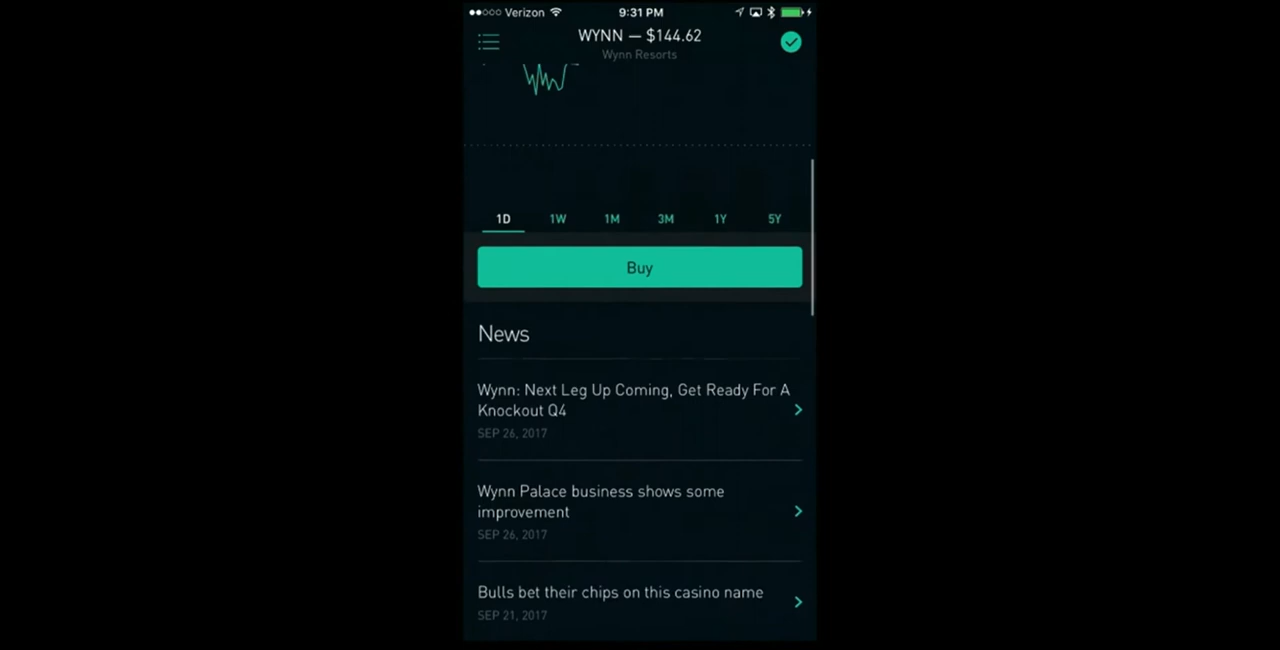 Verizon 9:31 PM
WYNN — $144.62
Wynn Resorts
1D 1W 1M 3M 1Y 5Y
Buy
News
Wynn: Next Leg Up Coming, Get Ready For A
Knockout Q4
SEP 26, 2017
Wynn Palace business shows some
improvement
SEP 26, 2017
Bulls bet their chips on this casino name
SEP 21, 2017